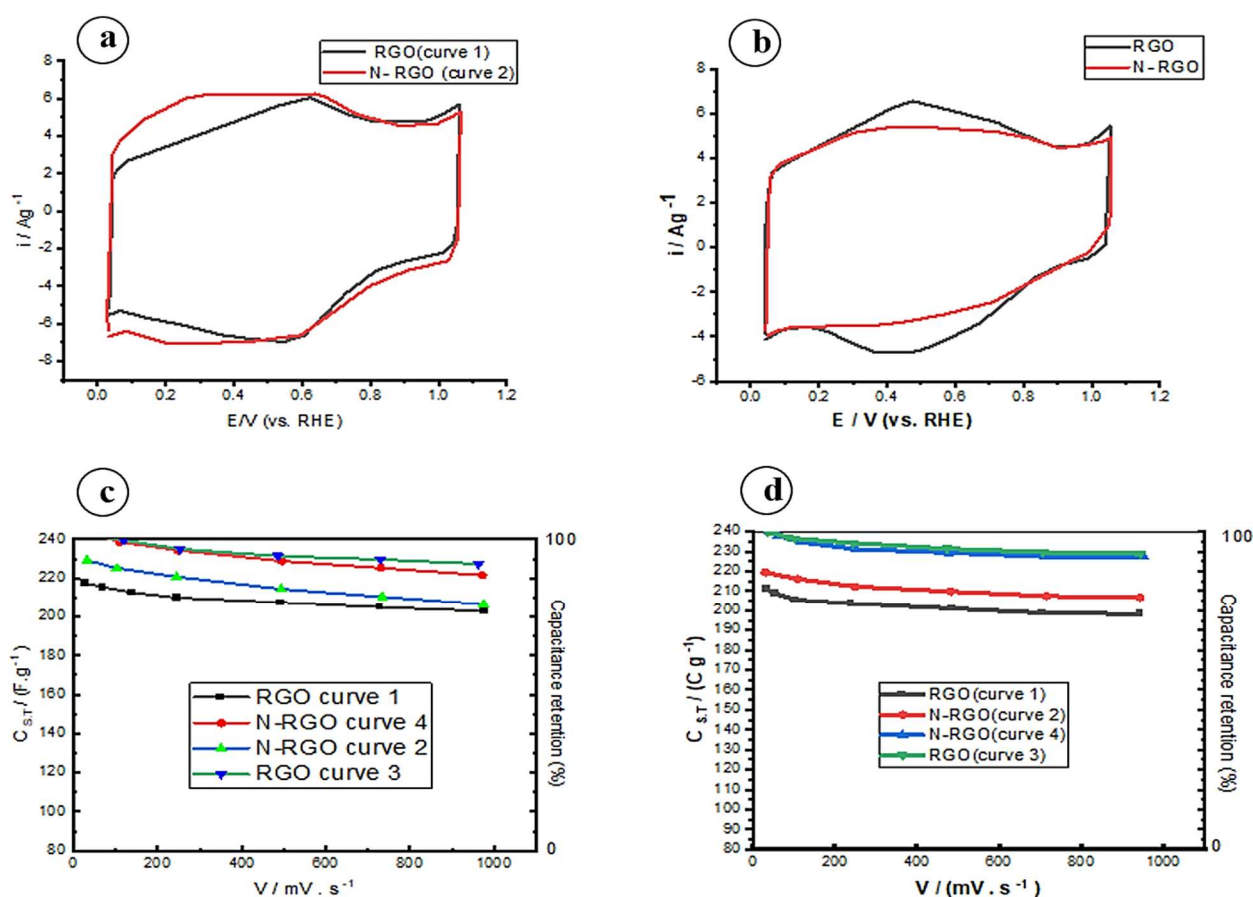 a
RGO(curve 1)
N-RGO (curve 2)
8
6
4
2
0
-2
-4
-6
-8
i / Ag-1
0.0 0.2 0.4 0.6 0.8 1.0 1.2
E/V (vs. RHE)
b
RGO
N-RGO
8
6
4
2
0
-2
-4
-6
i / Ag-1
0.0 0.2 0.4 0.6 0.8 1.0 1.2
E / V (vs. RHE)
c
240
220
200
180
160
140
120
100
80
C S.T / (F.g-1)
100
0
Capacitance retention (%)
RGO curve 1
N-RGO curve 4
N-RGO curve 2
RGO curve 3
0 200 400 600 800 1000
V / mV . s-1
d
240
230
220
210
200
190
180
170
160
150
140
130
120
110
100
90
80
C S.T / (C g-1)
100
0
Capacitance retention (%)
RGO(curve 1)
N-RGO(curve 2)
N-RGO(curve 4)
RGO(curve 3)
0 200 400 600 800 1000
V / (mV . s-1)